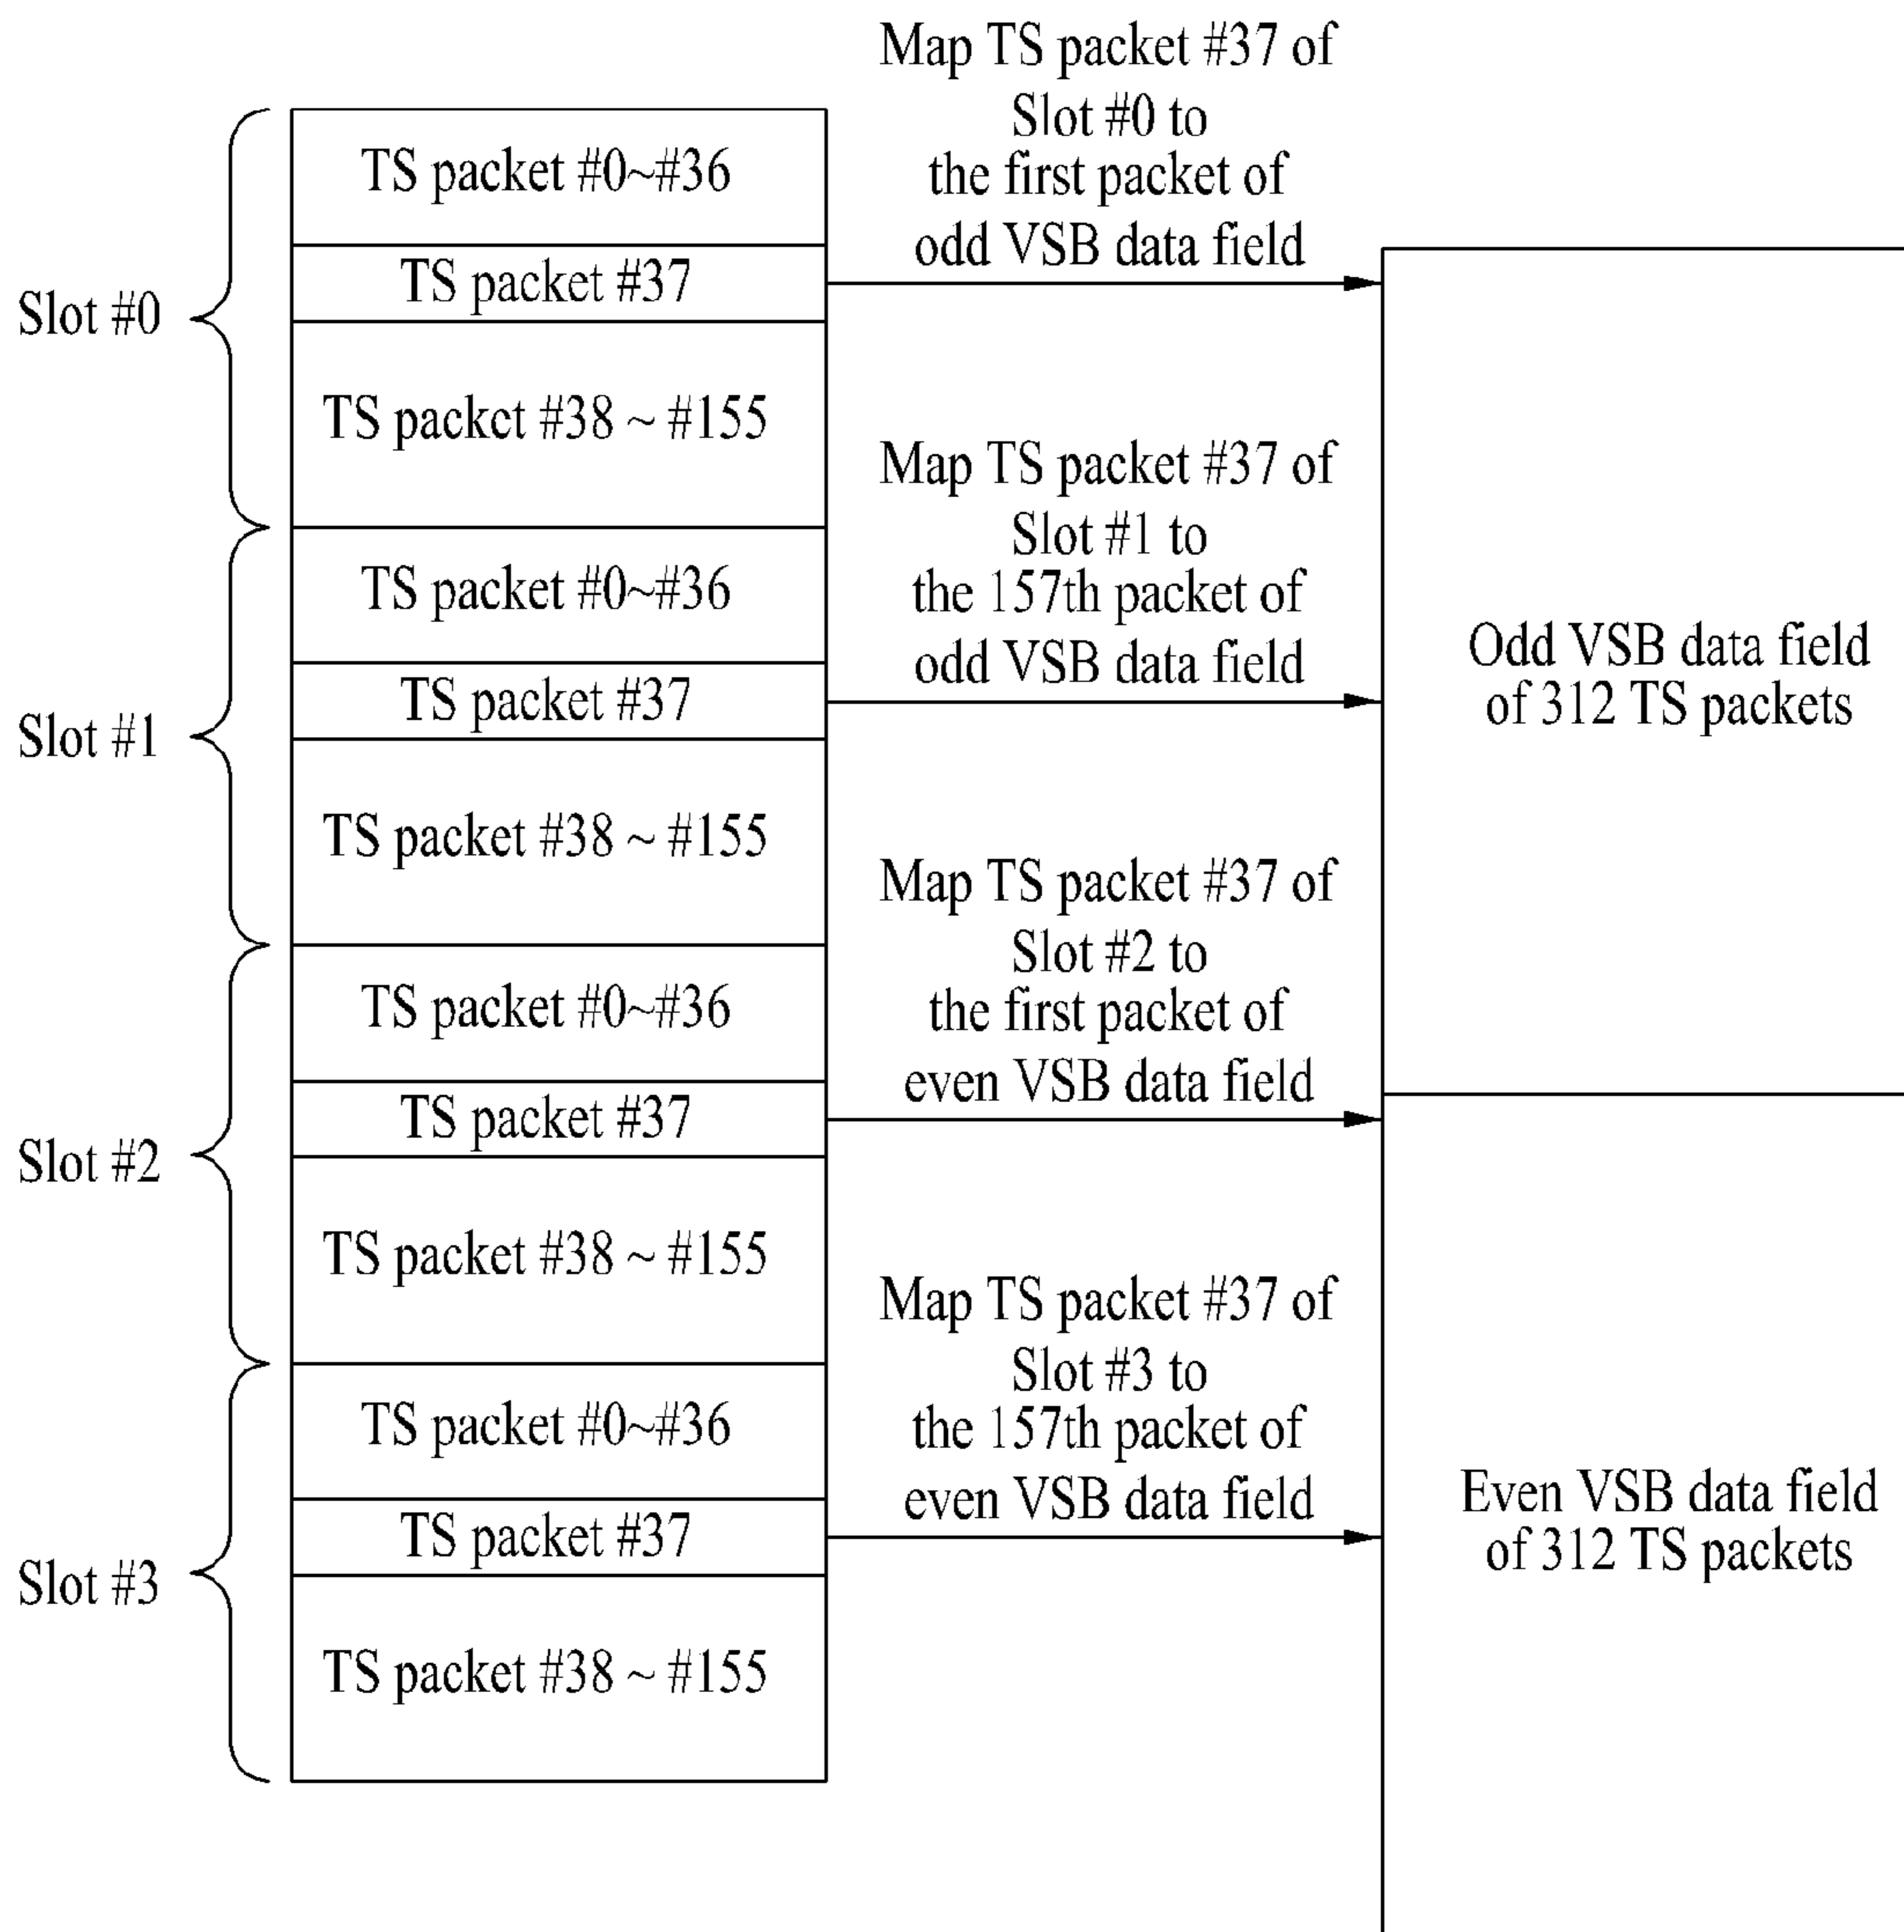 Map TS packet #37 of
Slot #0 to
the first packet of
odd VSB data field
Slot #0
TS packet #0~#36
TS packet #37
TS packet #38 ~ #155
Map TS packet #37 of
Slot #1 to
the 157th packet of
odd VSB data field
Slot #1
TS packet #0~#36
TS packet #37
TS packet #38 ~ #155
Odd VSB data field
of 312 TS packets
Map TS packet #37 of
Slot #2 to
the first packet of
even VSB data field
Slot #2
TS packet #0~#36
TS packet #37
TS packet #38 ~ #155
Map TS packet #37 of
Slot #3 to
the 157th packet of
even VSB data field
Slot #3
TS packet #0~#36
TS packet #37
TS packet #38 ~ #155
Even VSB data field
of 312 TS packets